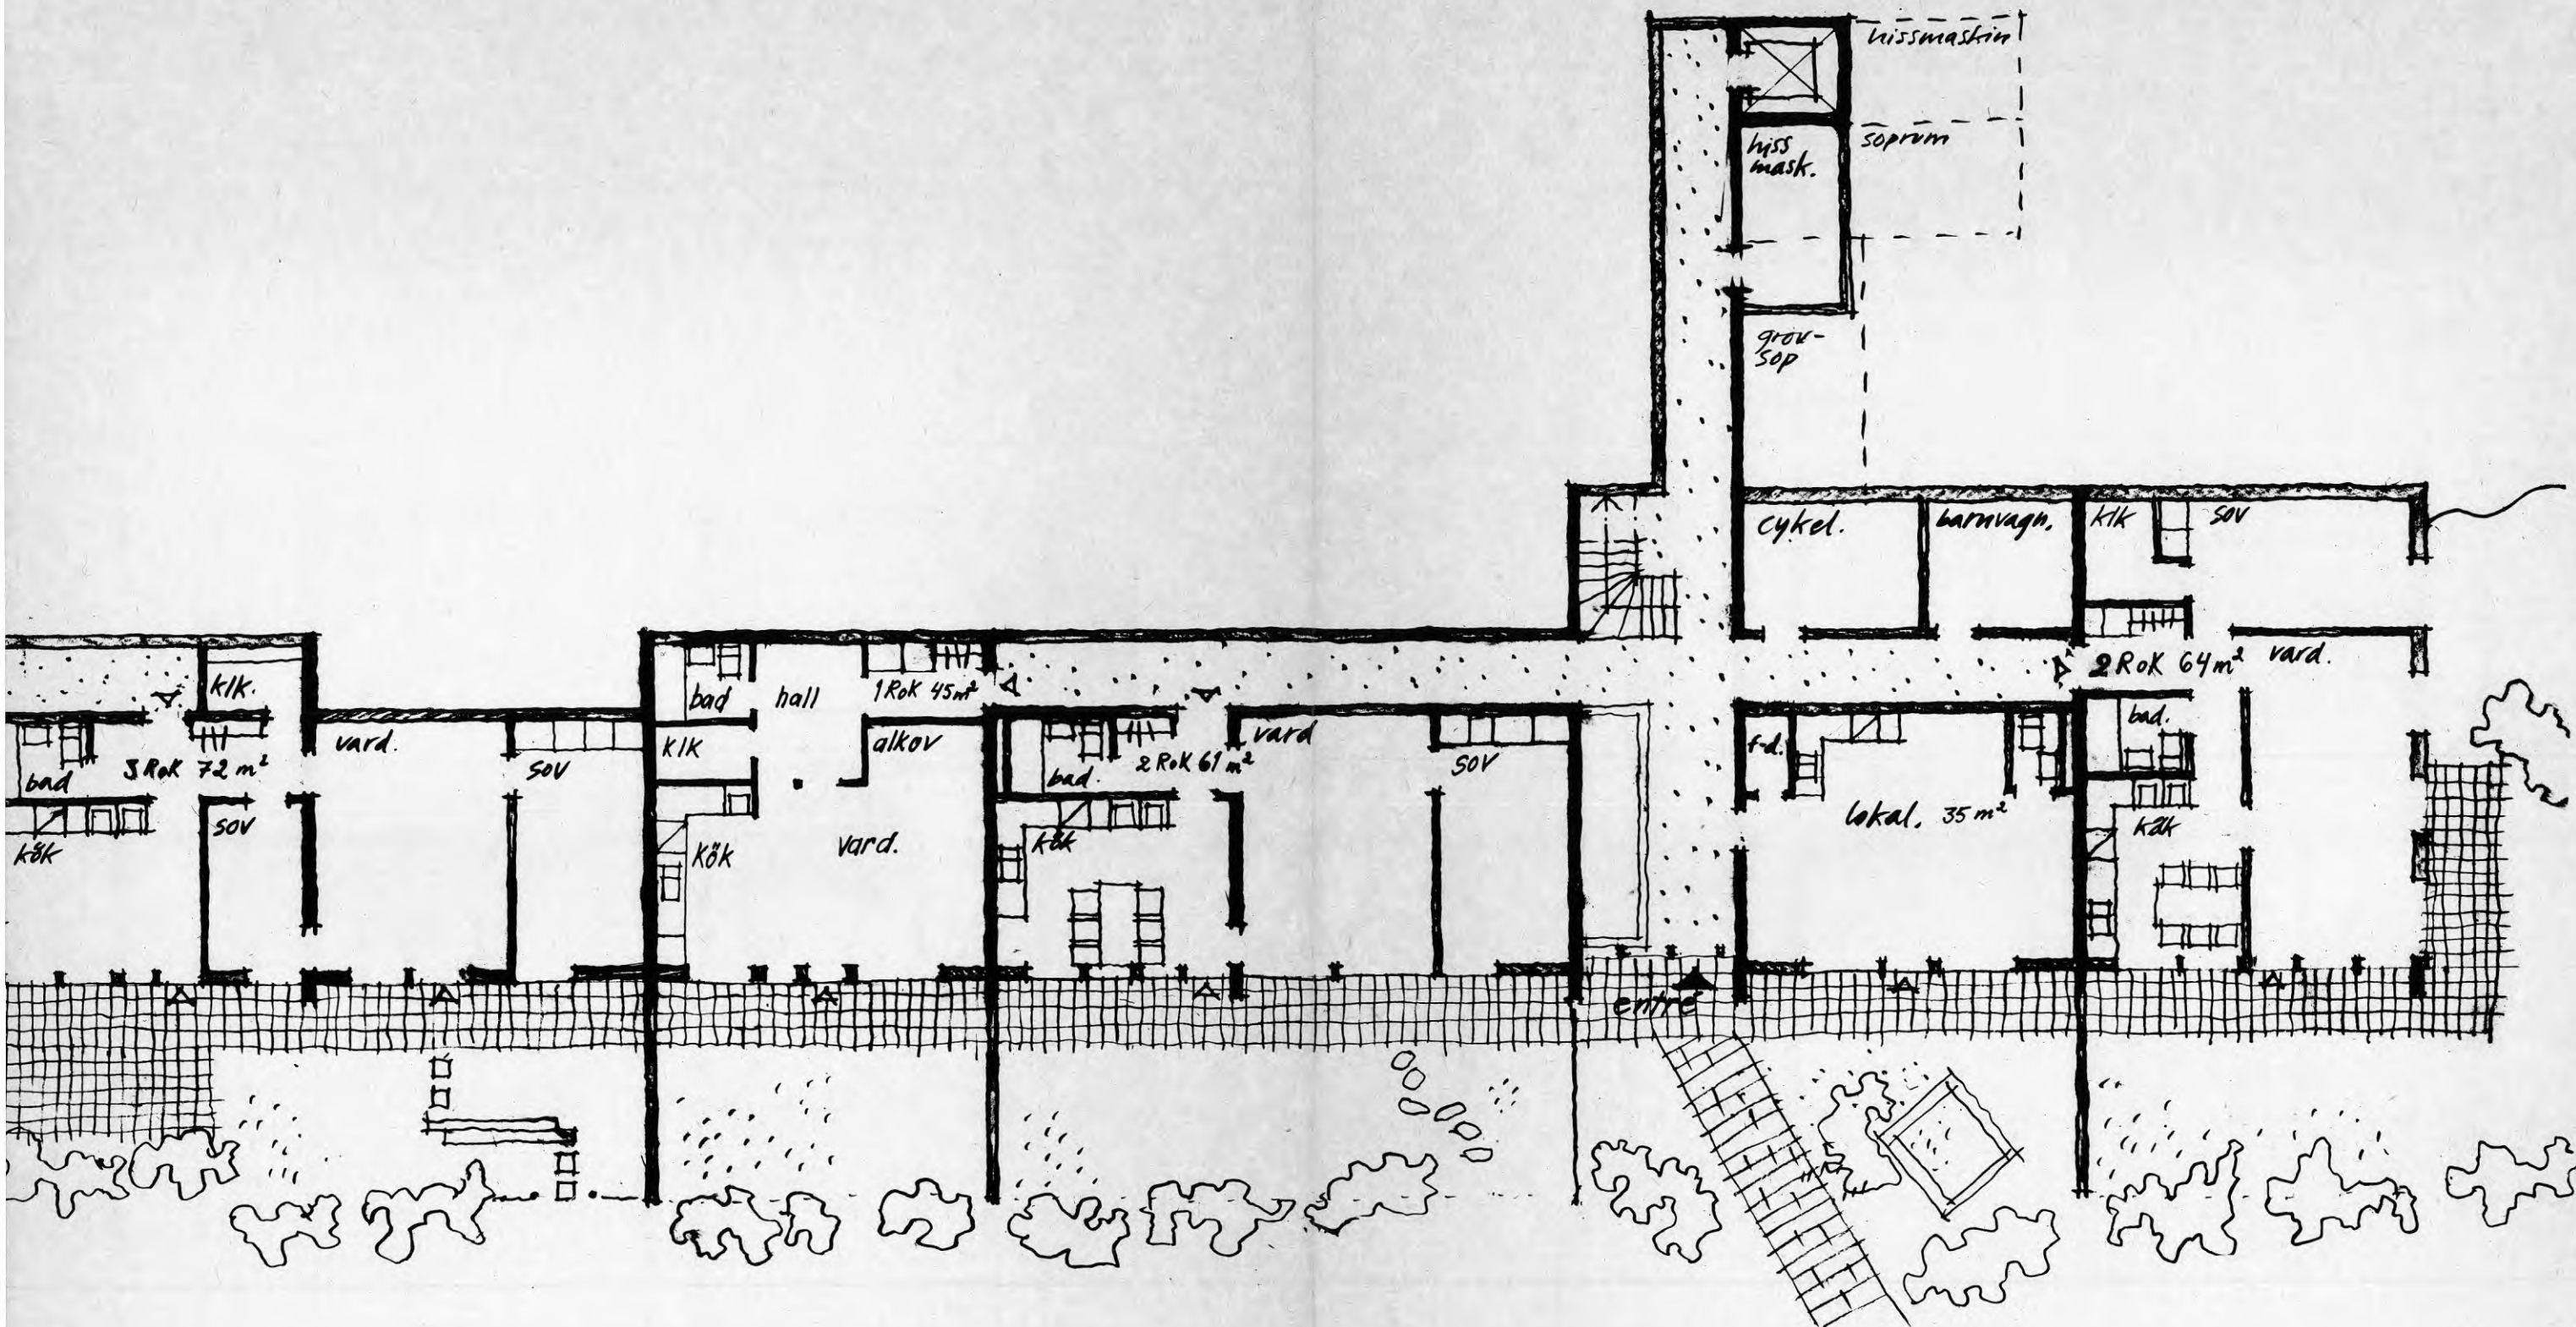 hissmaskin
hiss
mask.
soprum
grov-
sop
cykel.
barnvagn.
klk
sov
klk.
bad
hall
1 RoK 45 m²
2 RoK 64 m²
vard.
bad
3 RoK 72 m²
vard.
sov
klk
alkov
bad.
2 RoK 61 m²
vard
sov
f-d.
bad.
kök
sov
Kök
vard.
kök
lokal. 35 m²
kök
entré